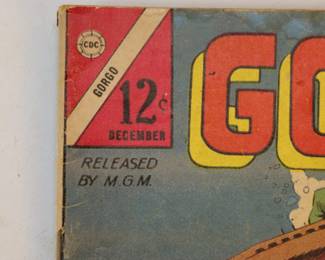 CDC
GORGO
12¢
DECEMBER
RELEASED
BY M.G.M.
GO